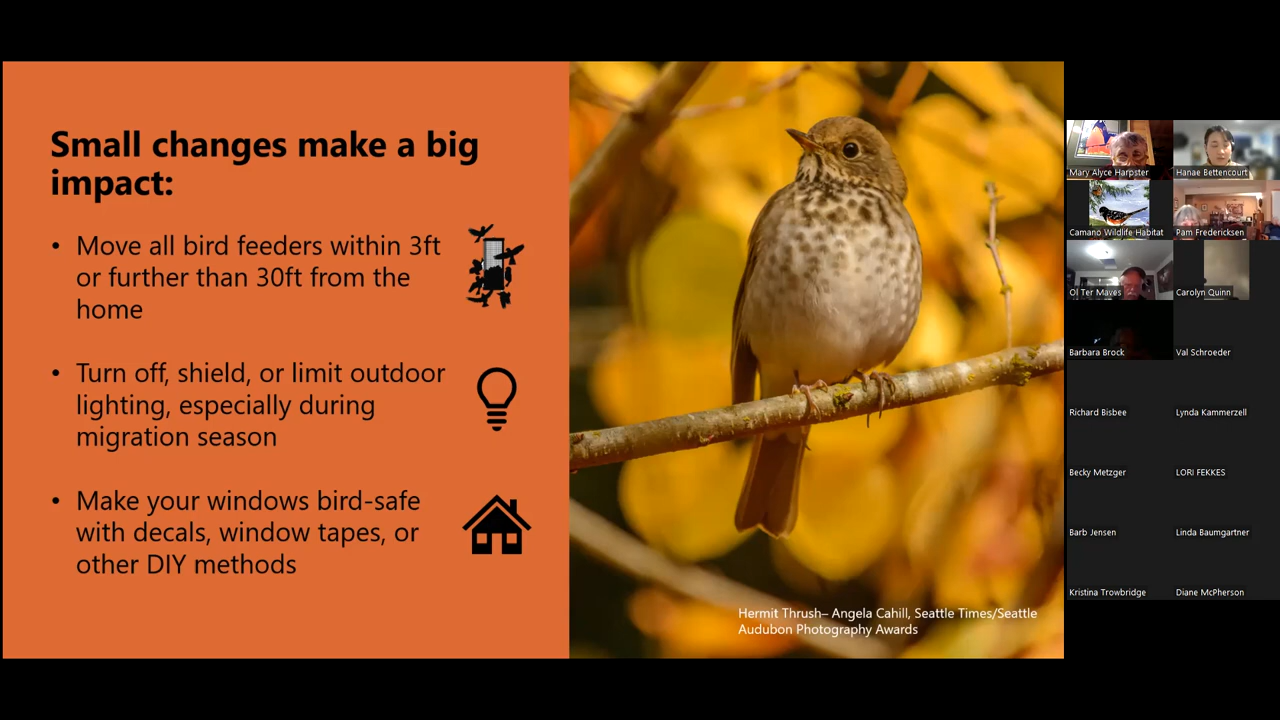 Small changes make a big
impact:
• Move all bird feeders within 3ft
or further than 30ft from the
home
• Turn off, shield, or limit outdoor
lighting, especially during
migration season
• Make your windows bird-safe
with decals, window tapes, or
other DIY methods
Hermit Thrush– Angela Cahill, Seattle Times/Seattle
Audubon Photography Awards
Mary Alyce Harpster
Hanae Bettencourt
Camano Wildlife Habitat
Pam Fredericksen
Ol Ter Maves
Carolyn Quinn
Barbara Brock
Val Schroeder
Richard Bisbee
Lynda Kammerzell
Becky Metzger
LORI FEKKES
Barb Jensen
Linda Baumgartner
Kristina Trowbridge
Diane McPherson